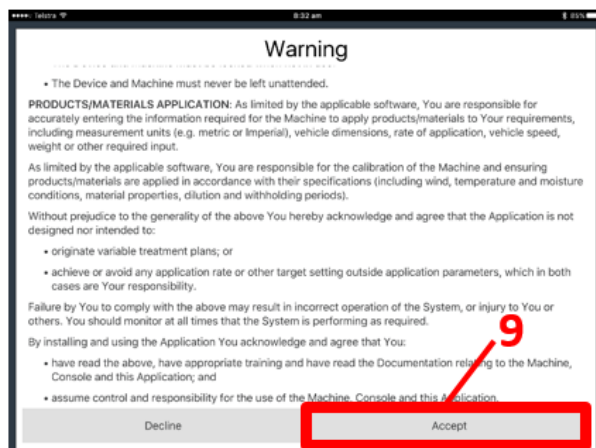 ●●●●○ Telstra 8:32 am 85%
Warning
• The Device and Machine must never be left unattended.
PRODUCTS/MATERIALS APPLICATION: As limited by the applicable software, You are responsible for
accurately entering the information required for the Machine to apply products/materials to Your requirements,
including measurement units (e.g. metric or Imperial), vehicle dimensions, rate of application, vehicle speed,
weight or other required input.
As limited by the applicable software, You are responsible for the calibration of the Machine and ensuring
products/materials are applied in accordance with their specifications (including wind, temperature and moisture
conditions, material properties, dilution and withholding periods).
Without prejudice to the generality of the above You hereby acknowledge and agree that the Application is not
designed nor intended to:
• originate variable treatment plans; or
• achieve or avoid any application rate or other target setting outside application parameters, which in both
cases are Your responsibility.
Failure by You to comply with the above may result in incorrect operation of the System, or injury to You or
others. You should monitor at all times that the System is performing as required.
By installing and using the Application You acknowledge and agree that You:
9
• have read the above, have appropriate training and have read the Documentation relating to the Machine,
Console and this Application; and
• assume control and responsibility for the use of the Machine, Console and this Application.
Decline Accept